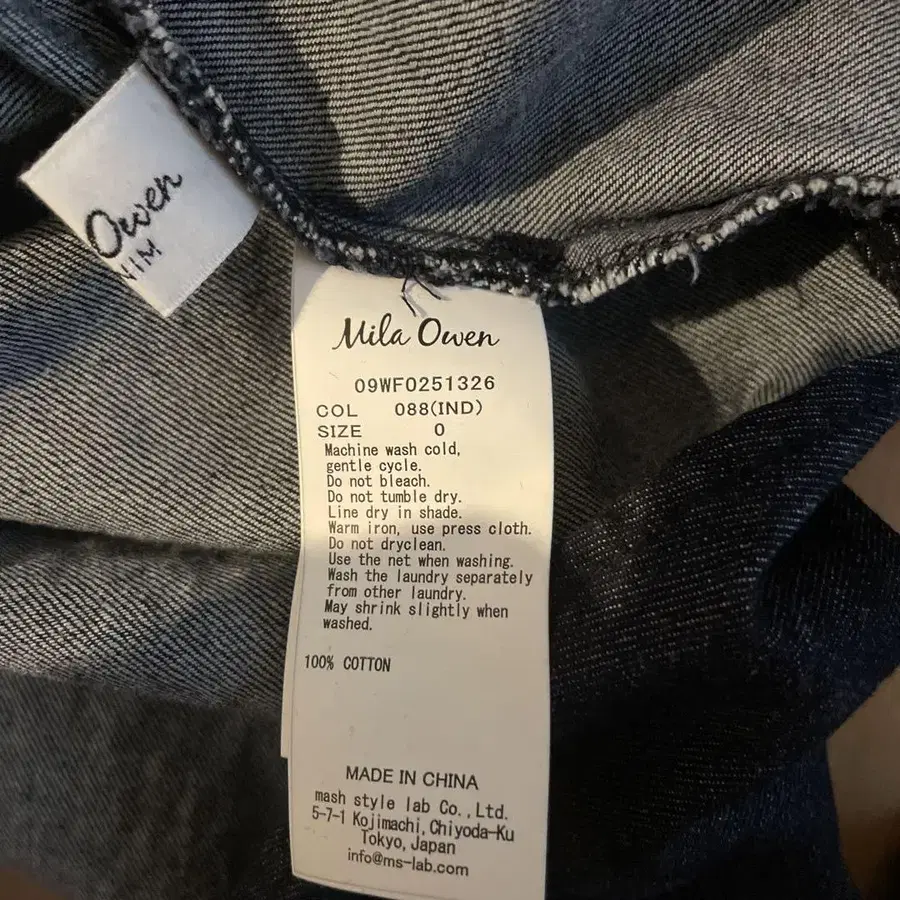 Owen
Mila Owen
09WF0251326
COL 088(IND)
SIZE 0
Machine wash cold,
gentle cycle.
Do not bleach.
Do not tumble dry.
Line dry in shade.
Warm iron, use press cloth.
Do not dryclean.
Use the net when washing.
Wash the laundry separately
from other laundry.
May shrink slightly when
washed.
100% COTTON
MADE IN CHINA
mash style lab Co.,Ltd.
5-7-1 Kojimachi,Chiyoda-Ku
Tokyo,Japan
info@ms-lab.com